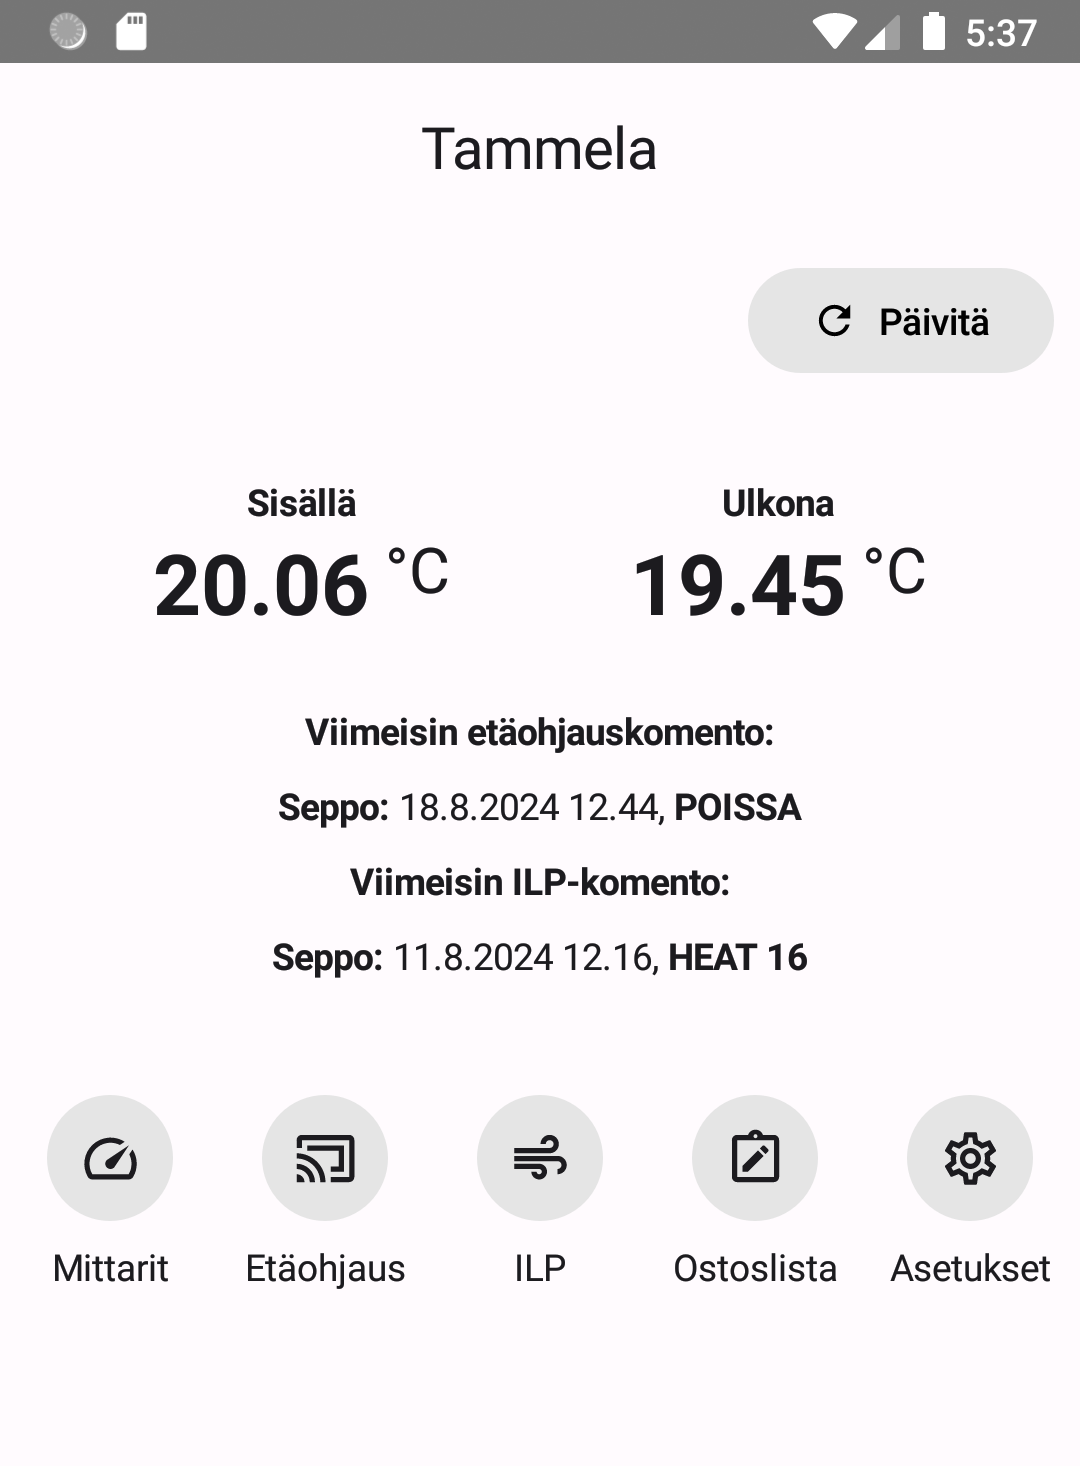 5:37
Tammela
Päivitä
Sisällä
20.06 °C
Ulkona
19.45 °C
Viimeisin etäohjauskomento:
Seppo: 18.8.2024 12.44, POISSA
Viimeisin ILP-komento:
Seppo: 11.8.2024 12.16, HEAT 16
Mittarit
Etäohjaus
ILP
Ostoslista
Asetukset